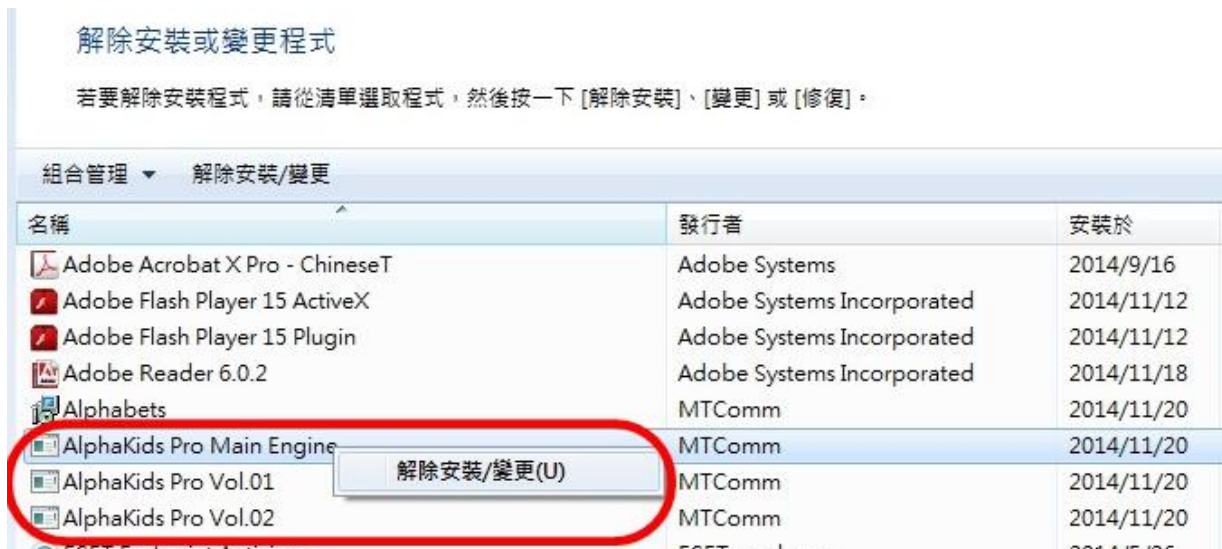 解除安裝或變更程式
若要解除安裝程式，請從清單選取程式，然後按一下 [解除安裝]、[變更] 或 [修復]。
組合管理 解除安裝/變更
名稱 發行者 安裝於
Adobe Acrobat X Pro - ChineseT Adobe Systems 2014/9/16
Adobe Flash Player 15 ActiveX Adobe Systems Incorporated 2014/11/12
Adobe Flash Player 15 Plugin Adobe Systems Incorporated 2014/11/12
Adobe Reader 6.0.2 Adobe Systems Incorporated 2014/11/18
Alphabets MTComm 2014/11/20
AlphaKids Pro Main Engine MTComm 2014/11/20
解除安裝/變更(U)
AlphaKids Pro Vol.01 MTComm 2014/11/20
AlphaKids Pro Vol.02 MTComm 2014/11/20